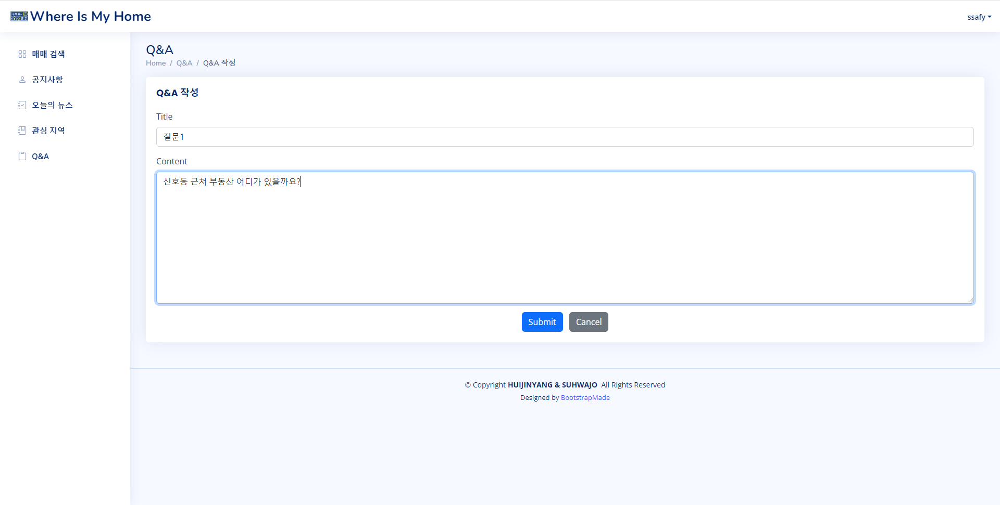 Where Is My Home
ssafy
매매 검색
공지사항
오늘의 뉴스
관심 지역
Q&A
Q&A
Home / Q&A / Q&A 작성
Q&A 작성
Title
질문1
Content
신호동 근처 부동산 어디가 있을까요?
Submit
Cancel
© Copyright HUIJINYANG & SUHWAJO All Rights Reserved
Designed by BootstrapMade